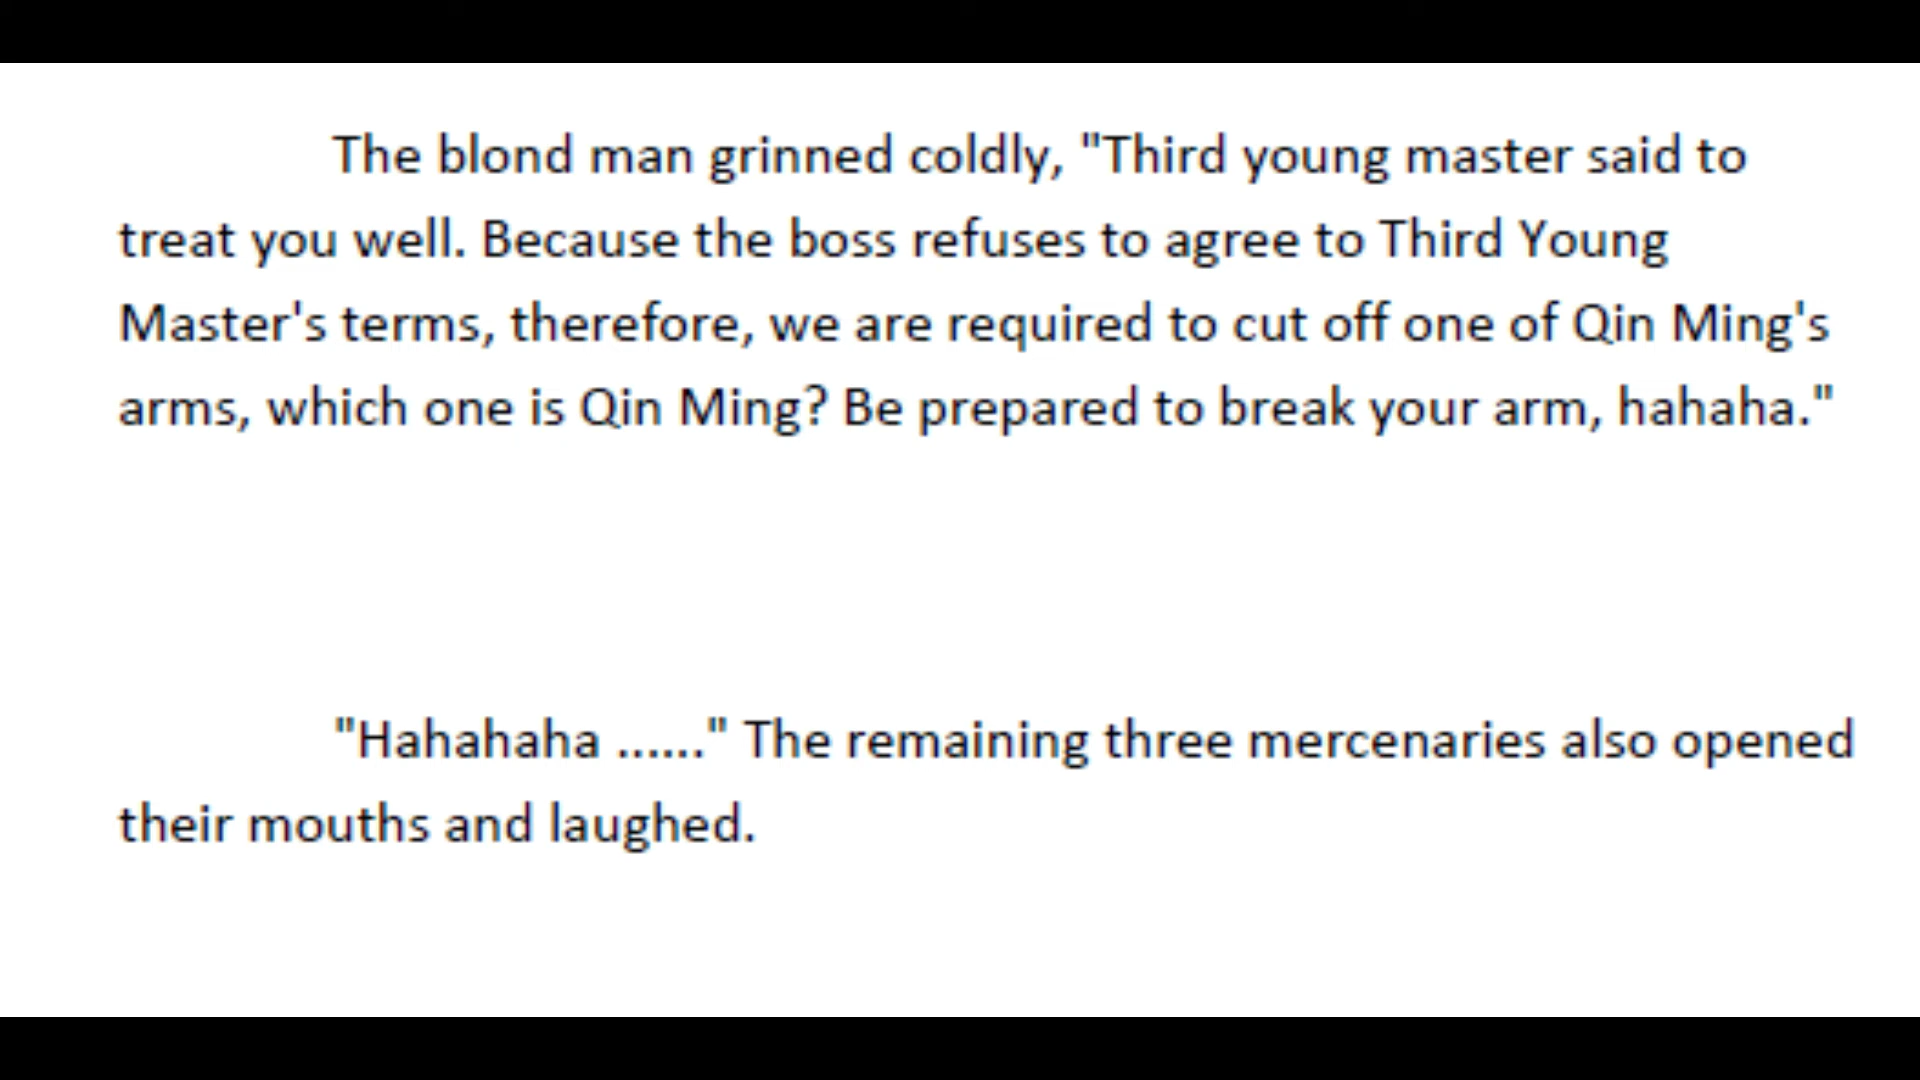 The blond man grinned coldly, "Third young master said to
treat you well. Because the boss refuses to agree to Third Young
Master's terms, therefore, we are required to cut off one of Qin Ming's
arms, which one is Qin Ming? Be prepared to break your arm, hahaha."
"Hahahaha ......" The remaining three mercenaries also opened
their mouths and laughed.